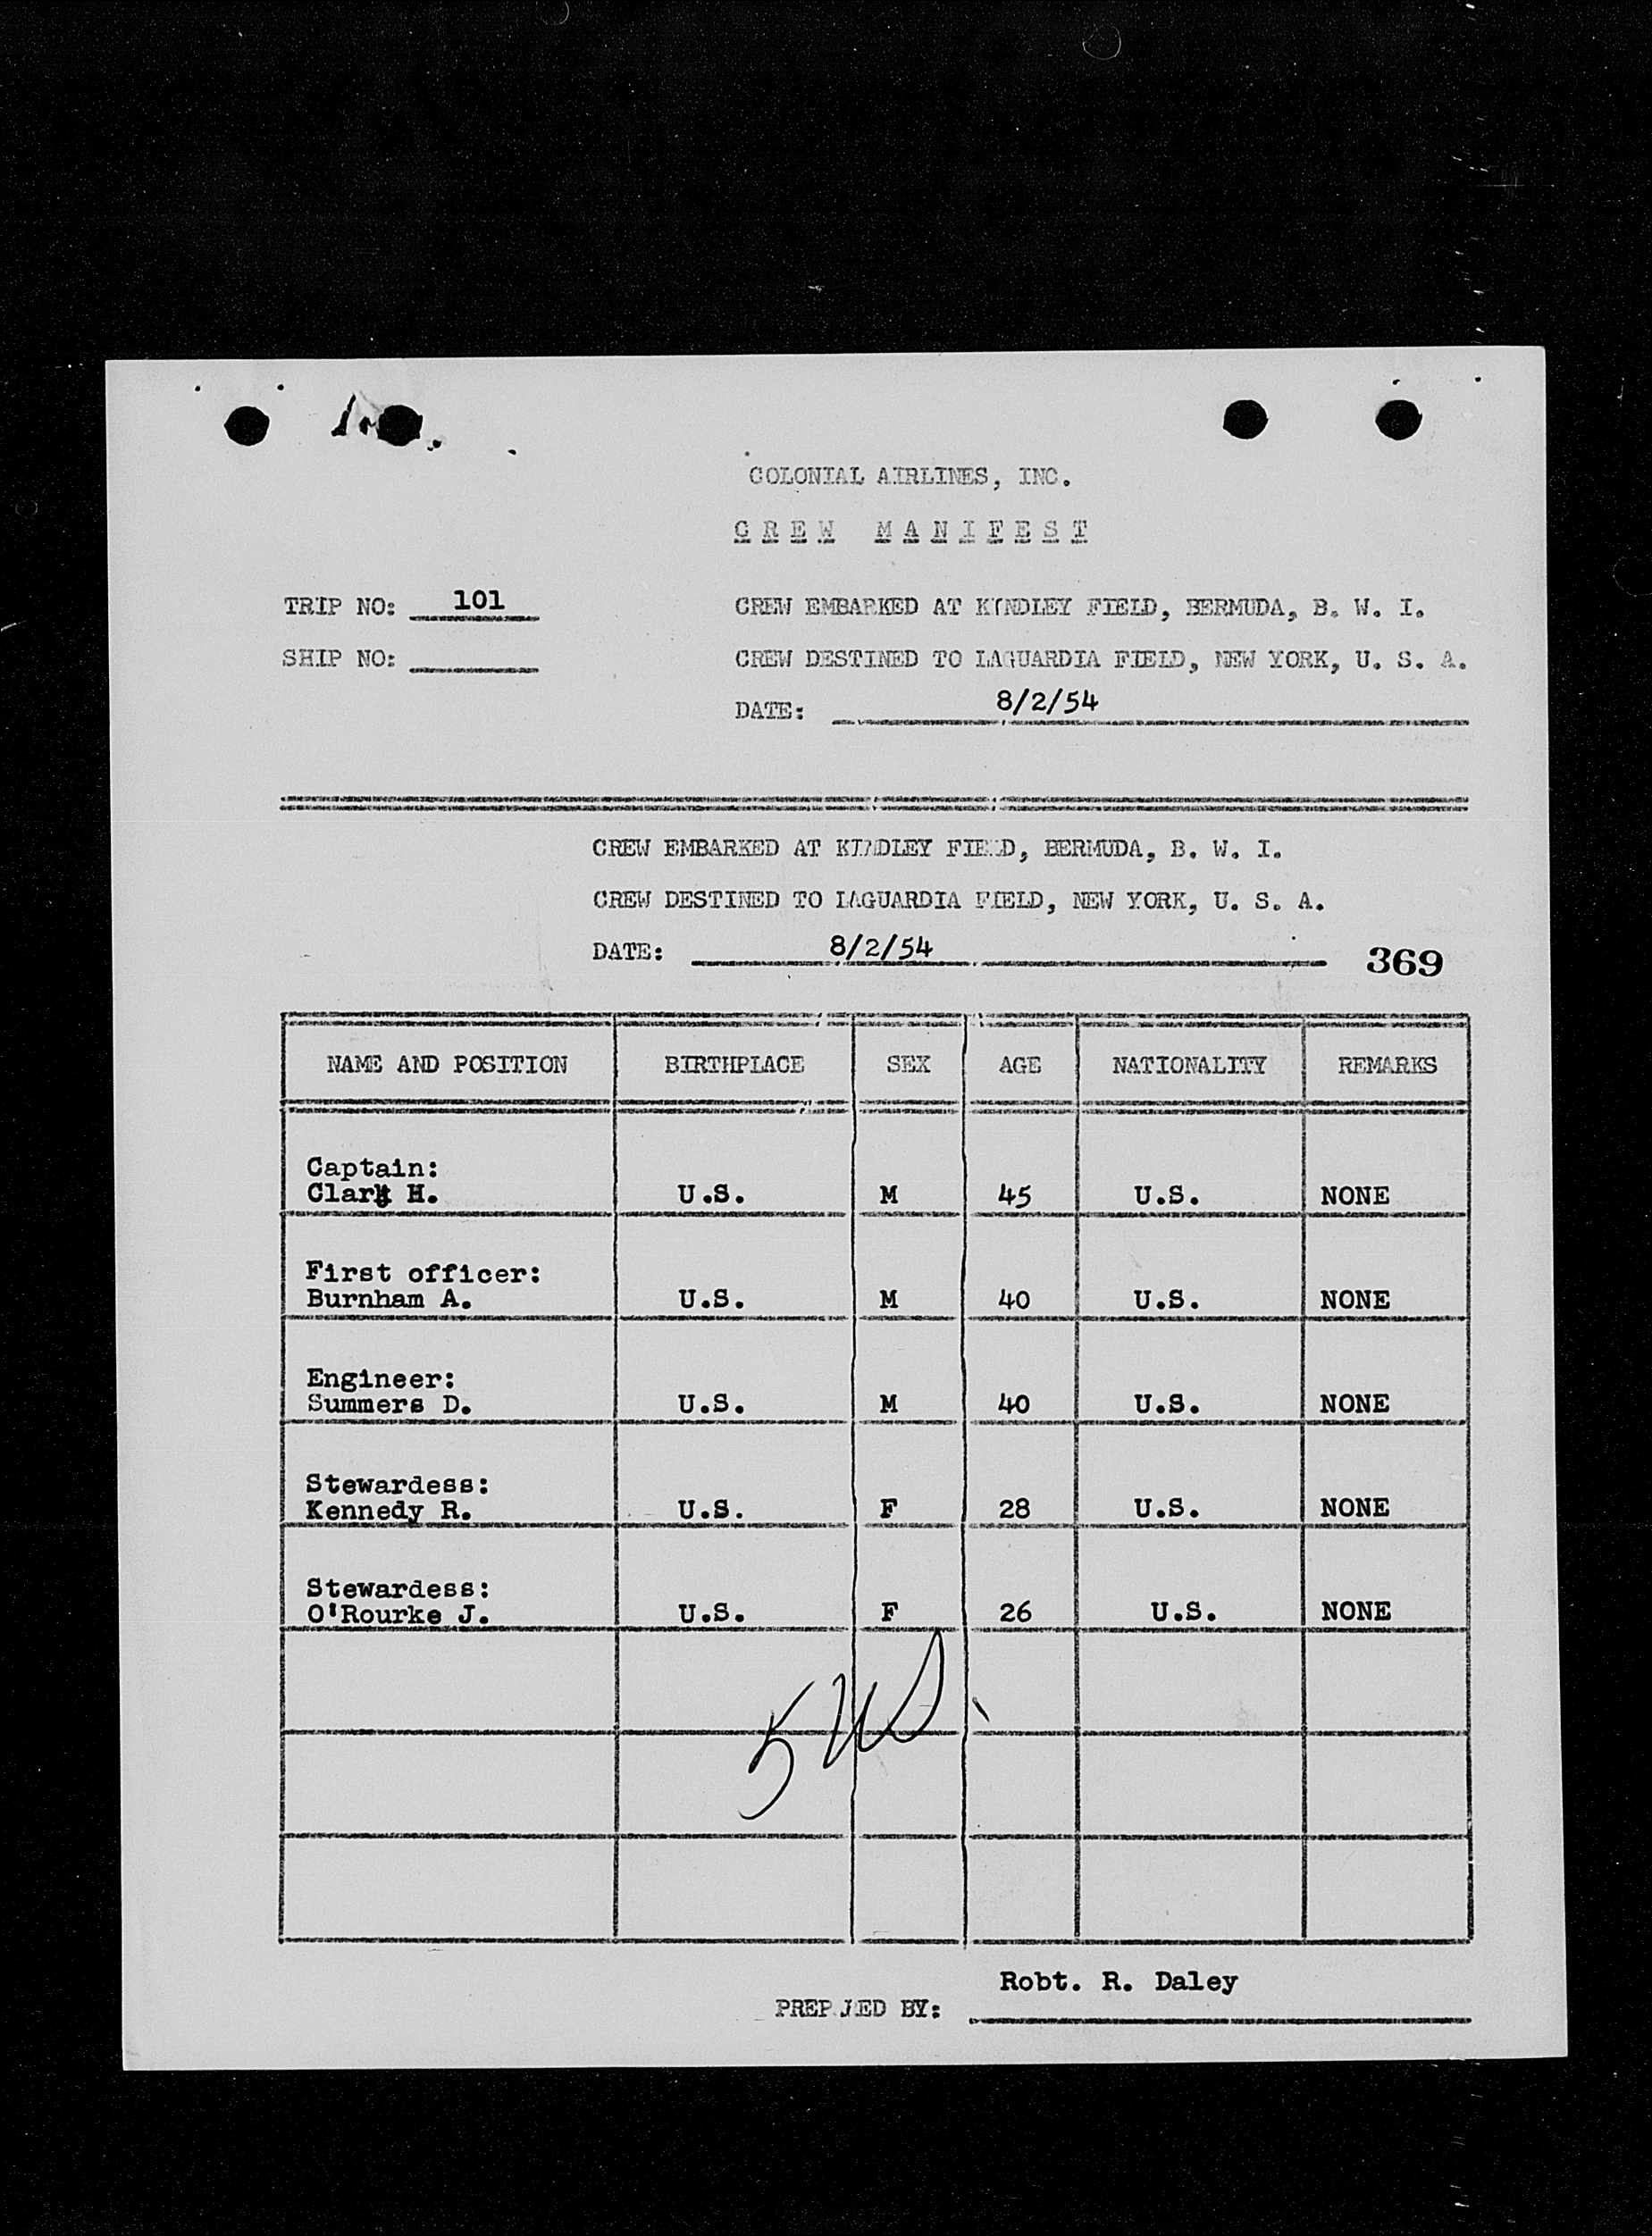 COLONIAL AIRLINES, INC.
CREW MANIFEST
TRIP NO: 101
CREW EMBARKED AT KINDLEY FIELD, BERMUDA, B. W. I.
SHIP NO:
CREW DESTINED TO LAGUARDIA FIELD, NEW YORK, U. S. A.
DATE: 8/2/54
CREW EMBARKED AT KINDLEY FIELD, BERMUDA, B. W. I.
CREW DESTINED TO LAGUARDIA FIELD, NEW YORK, U. S. A.
DATE: 8/2/54 369
NAME AND POSITION BIRTHPLACE SEX AGE NATIONALITY REMARKS
Captain:
Clark H. U.S. M 45 U.S. NONE
First officer:
Burnham A. U.S. M 40 U.S. NONE
Engineer:
Summers D. U.S. M 40 U.S. NONE
Stewardess:
Kennedy R. U.S. F 28 U.S. NONE
Stewardess:
O'Rourke J. U.S. F 26 U.S. NONE
5 US.
Robt. R. Daley
PREPARED BY: